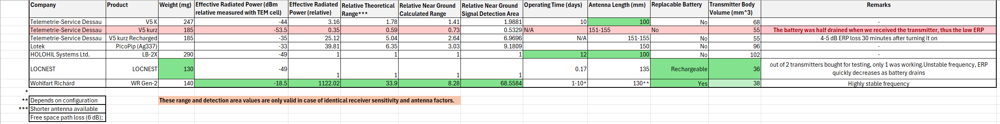 Company Product Weight (mg) Effective Radiated Power (dBm relative measured with TEM cell) Effective Radiated Power (relative) Relative Theoretical Range*** Relative Near Ground Calculated Range Relative Near Ground Signal Detection Area Operating Time (days) Antenna Length (mm) Replacable Battery Transmitter Body Volume (mm^3) Remarks
Telemetrie-Service Dessau V5 K 247 -44 3.16 1.78 1.41 1.9881 10 100 No 68 -
Telemetrie-Service Dessau V5 kurz 185 -53.5 0.35 0.59 0.73 0.5329 N/A 151-155 No 55 The battery was half drained when we received the transmitter, thus the low ERP
Telemetrie-Service Dessau V5 kurz Recharged 185 -35 25.12 5.04 2.64 6.9696 N/A 151-155 No 55 4-5 dB ERP loss 30 minutes after turning it on
Lotek PicoPip (Ag337) -33 39.81 6.35 3.03 9.1809 150 No 96 -
HOLOHIL Systems Ltd. LB-2X 290 -49 1 1 1 1 12 100 No 102 -
LOCNEST LOCNEST 130 -49 1 1 1 1 0.17 135 Rechargeable 36 out of 2 transmitters bought for testing, only 1 was working.Unstable frequency, ERP quickly decreases as battery drains
Wohlfart Richárd WR Gen-2 140 -18.5 1122.02 33.9 8.28 68.5584 1-10* 130** Yes 38 Highly stable frequency
*
** Depends on configuration These range and detection area values are only valid in case of identical receiver sensitivity and antenna factors.
*** Shorter antenna available
Free space path loss (6 dB);